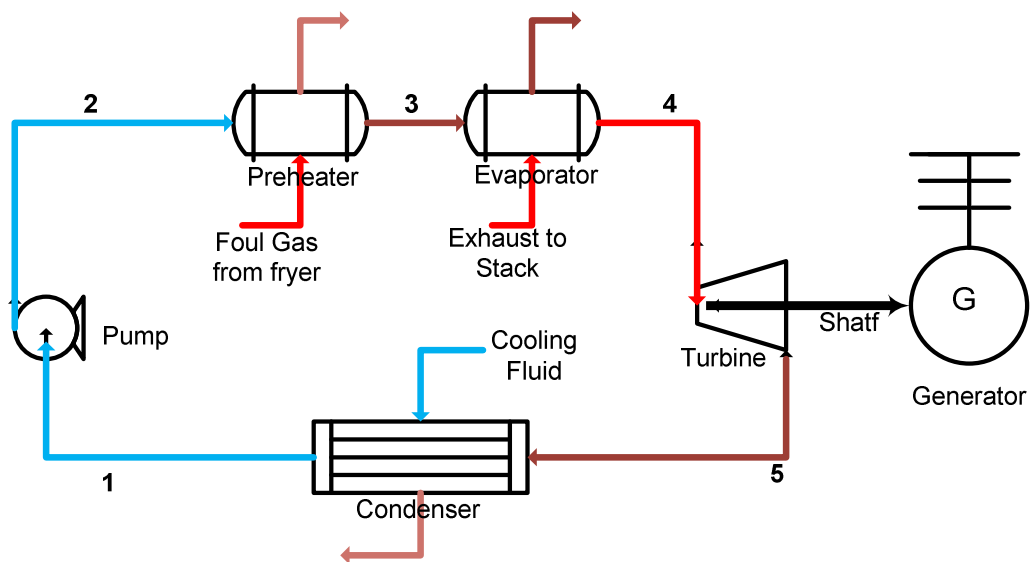 2
3
4
Preheater
Evaporator
Foul Gas
from fryer
Exhaust to
Stack
G
Shatf
Pump
Cooling
Fluid
Turbine
Generator
1
5
Condenser